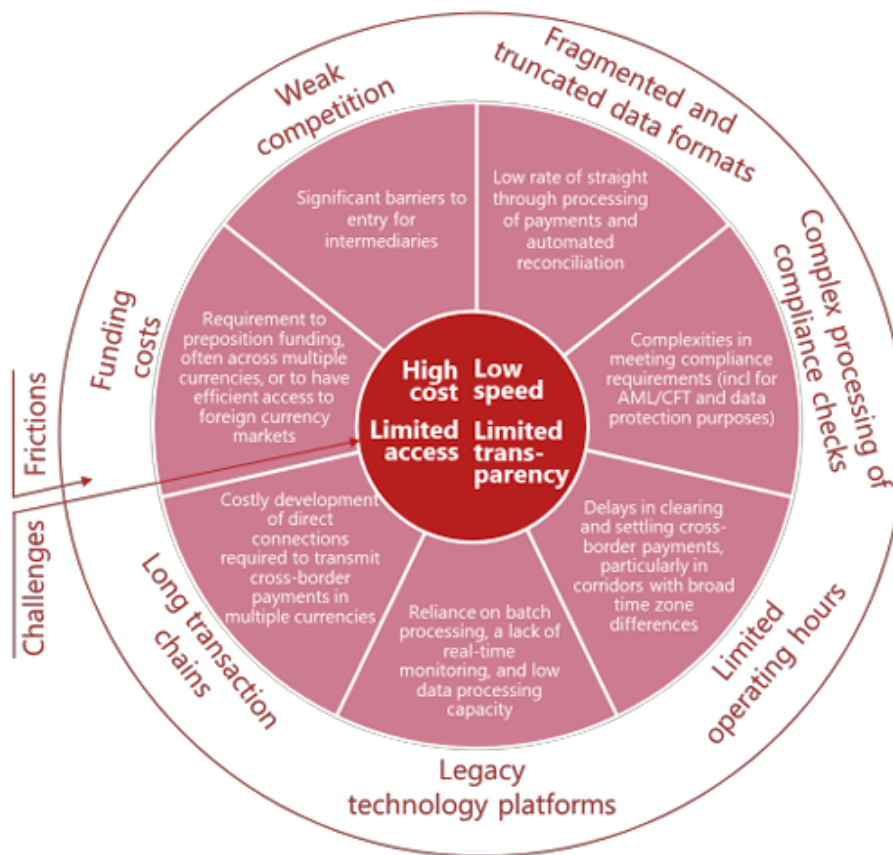 Weak
competition
Fragmented and
truncated data formats
Complex processing of
compliance checks
Limited
operating hours
Legacy
technology platforms
Long transaction
chains
Funding
costs
Frictions
Challenges
Significant barriers to
entry for
intermediaries
Low rate of straight
through processing
of payments and
automated
reconciliation
Complexities in
meeting compliance
requirements (incl for
AML/CFT and data
protection purposes)
Delays in clearing
and settling cross-
border payments,
particularly in
corridors with broad
time zone
differences
Reliance on batch
processing, a lack of
real-time
monitoring, and low
data processing
capacity
Costly development
of direct
connections
required to transmit
cross-border
payments in
multiple currencies
Requirement to
preposition funding,
often across multiple
currencies, or to have
efficient access to
foreign currency
markets
High
cost
Low
speed
Limited
access
Limited
trans-
parency